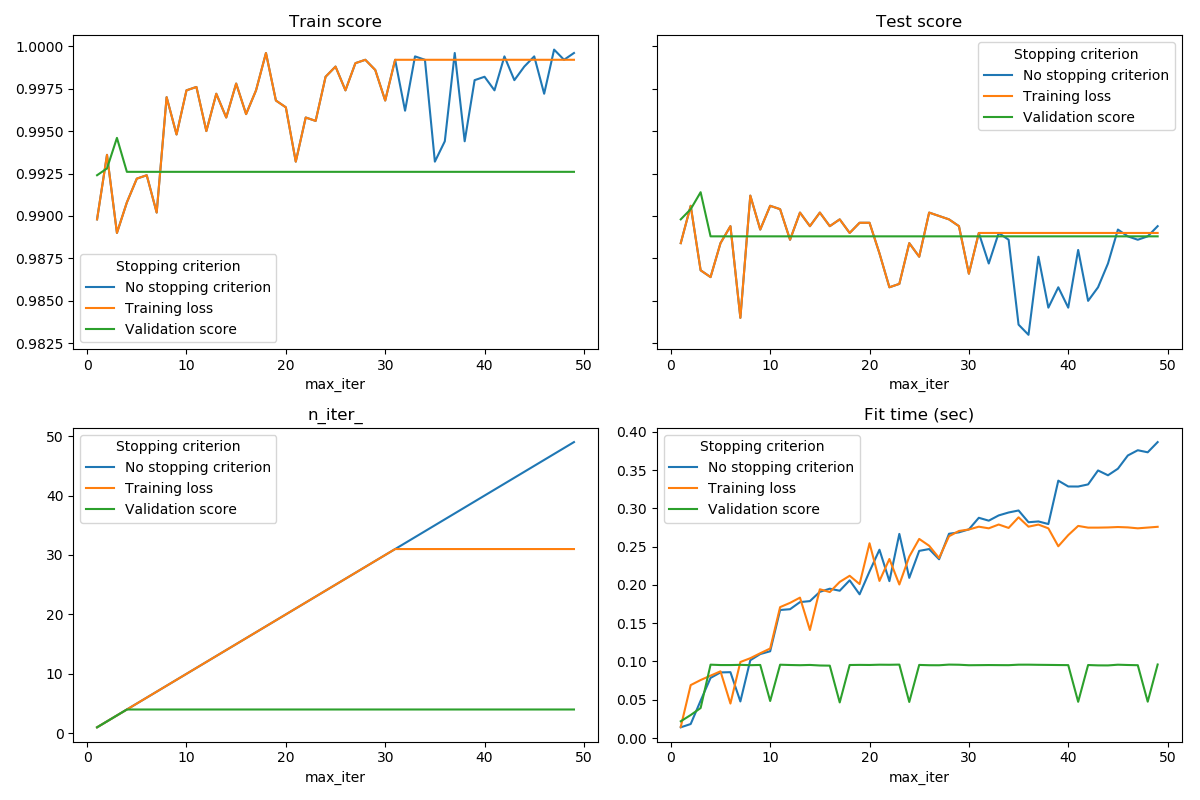 Train score
1.0000
0.9975
0.9950
0.9925
0.9900
0.9875
0.9850
0.9825
Stopping criterion
No stopping criterion
Training loss
Validation score
0 10 20 30 40 50
max_iter
Test score
Stopping criterion
No stopping criterion
Training loss
Validation score
0 10 20 30 40 50
max_iter
n_iter_
50
40
30
20
10
0
Stopping criterion
No stopping criterion
Training loss
Validation score
0 10 20 30 40 50
max_iter
Fit time (sec)
0.40
0.35
0.30
0.25
0.20
0.15
0.10
0.05
0.00
Stopping criterion
No stopping criterion
Training loss
Validation score
0 10 20 30 40 50
max_iter